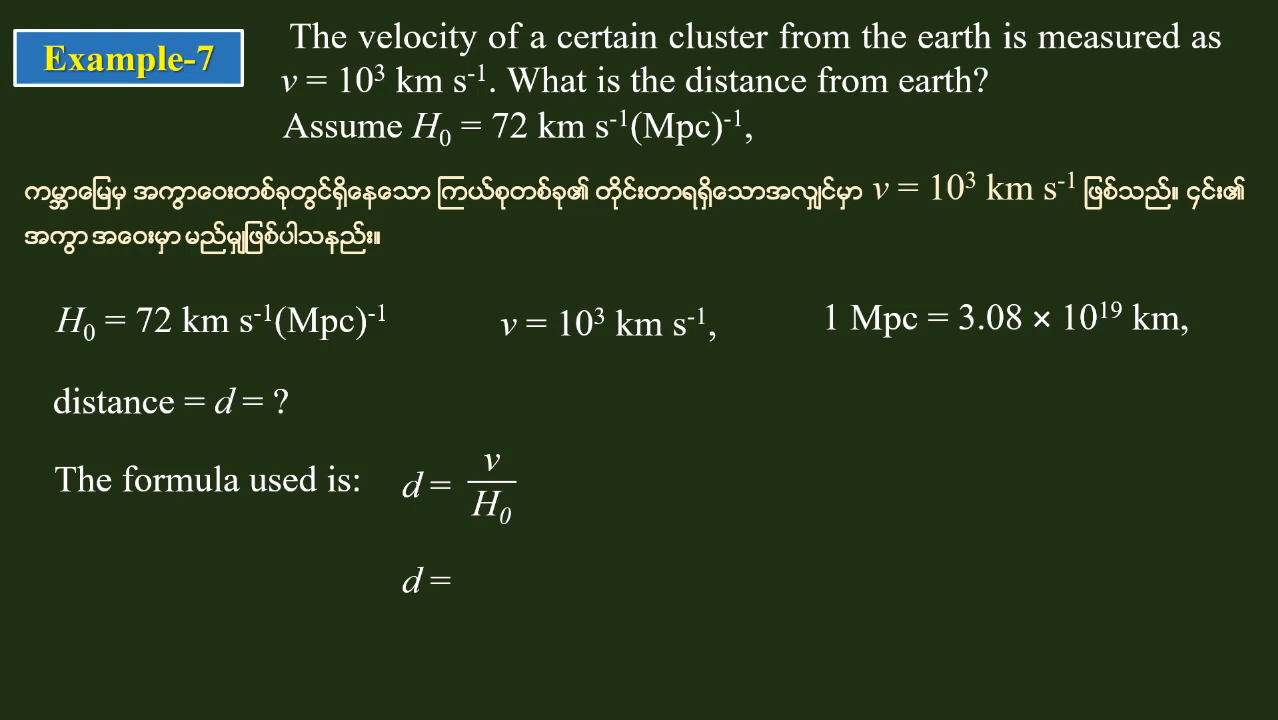 Example-7
The velocity of a certain cluster from the earth is measured as
v = 10³ km s⁻¹. What is the distance from earth?
Assume H₀ = 72 km s⁻¹(Mpc)⁻¹,
ကမ္ဘာမြေမှ အကွာဝေးတစ်ခုတွင်ရှိနေသော ကြယ်စုတစ်ခု၏ တိုင်းတာရရှိသောအလျှင်မှာ v = 10³ km s⁻¹ ဖြစ်သည်။ ၄င်း၏
အကွာအဝေးမှာ မည်မျှဖြစ်ပါသနည်း။
H₀ = 72 km s⁻¹(Mpc)⁻¹ v = 10³ km s⁻¹, 1 Mpc = 3.08 × 10¹⁹ km,
distance = d = ?
The formula used is: d = v / H₀
d =